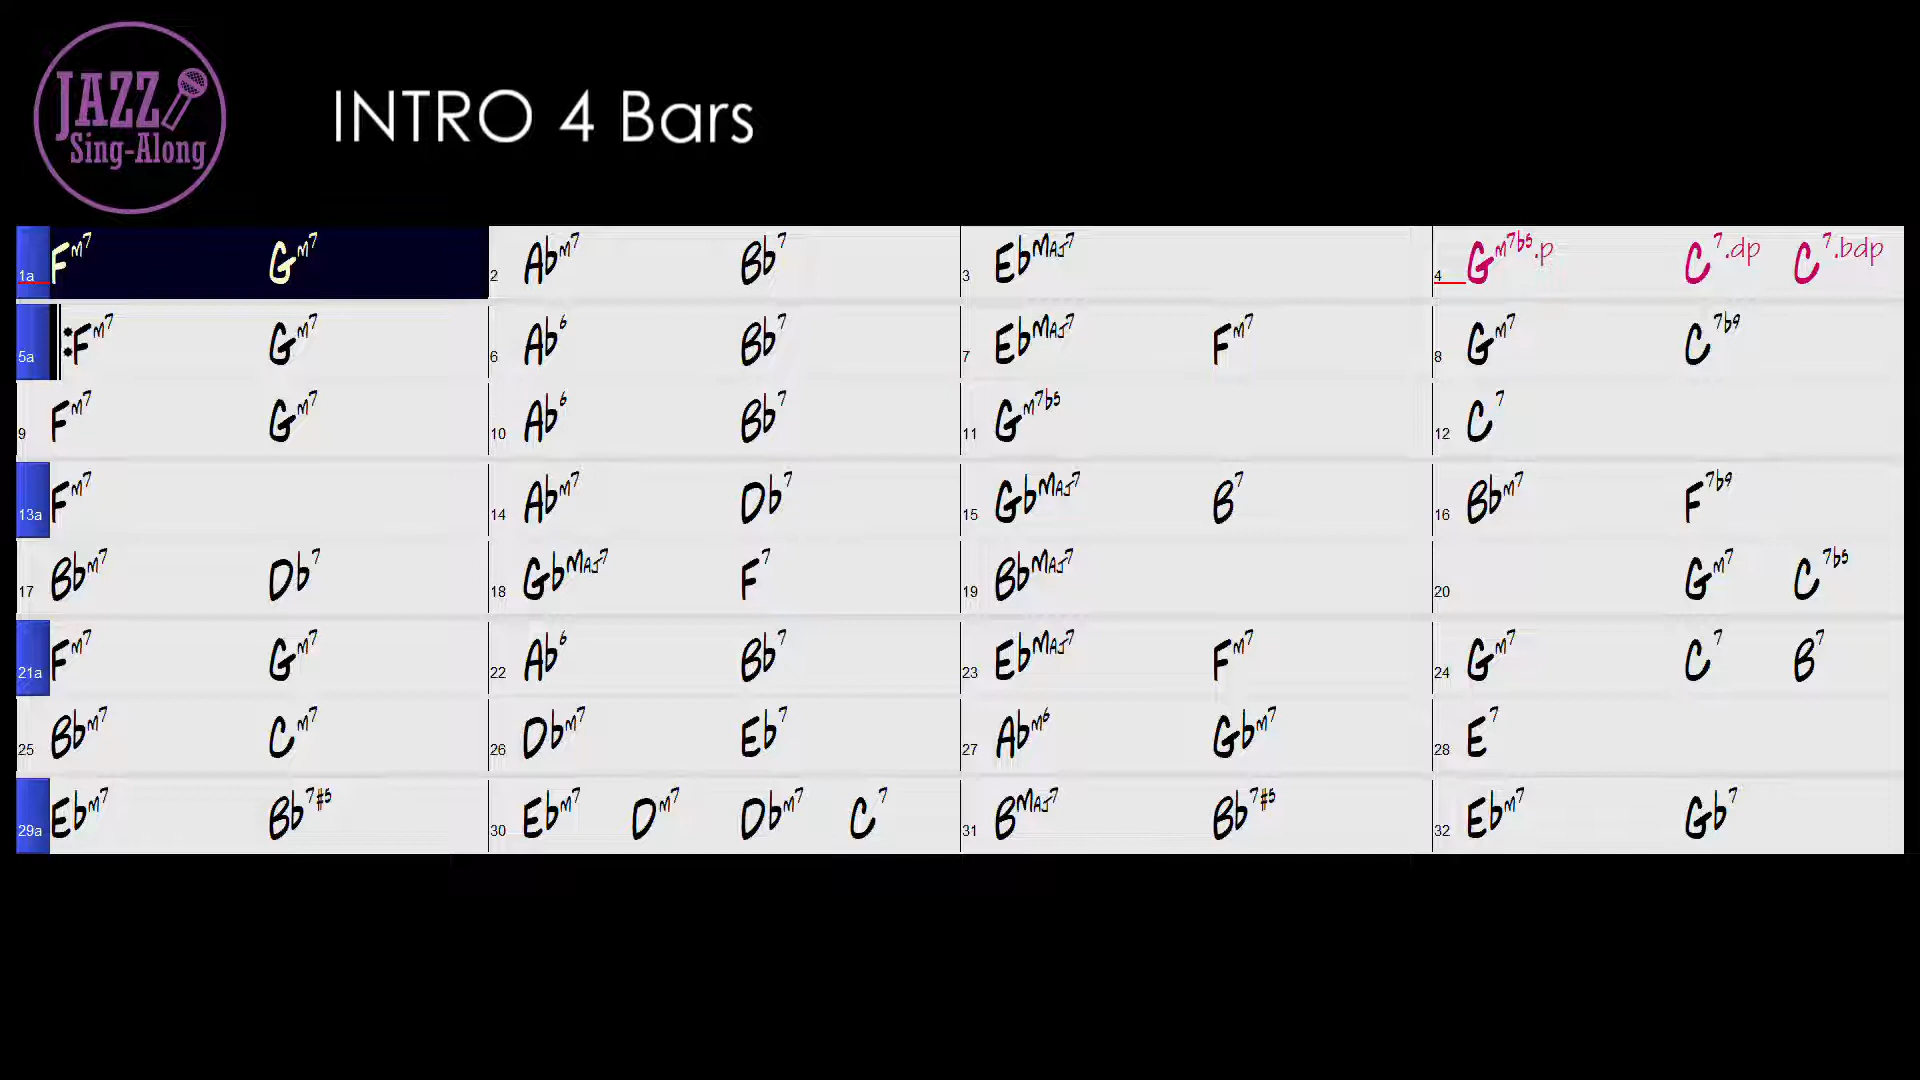 JAZZ
Sing-Along
INTRO 4 Bars
1a Fm7 Gm7 2 Abm7 Bb7 3 EbMAJ7 4 Gm7b5.p C7.dp C7.bdp
5a :Fm7 Gm7 6 Ab6 Bb7 7 EbMAJ7 Fm7 8 Gm7 C7b9
9 Fm7 Gm7 10 Ab6 Bb7 11 Gm7b5 12 C7
13a Fm7 14 Abm7 Db7 15 GbMAJ7 B7 16 Bbm7 F7b9
17 Bbm7 Db7 18 GbMAJ7 F7 19 BbMAJ7 20 Gm7 C7b5
21a Fm7 Gm7 22 Ab6 Bb7 23 EbMAJ7 Fm7 24 Gm7 C7 B7
25 Bbm7 Cm7 26 Dbm7 Eb7 27 Abm6 Gbm7 28 E7
29a Ebm7 Bb7#5 30 Ebm7 Dm7 Dbm7 C7 31 BMAJ7 Bb7#5 32 Ebm7 Gb7